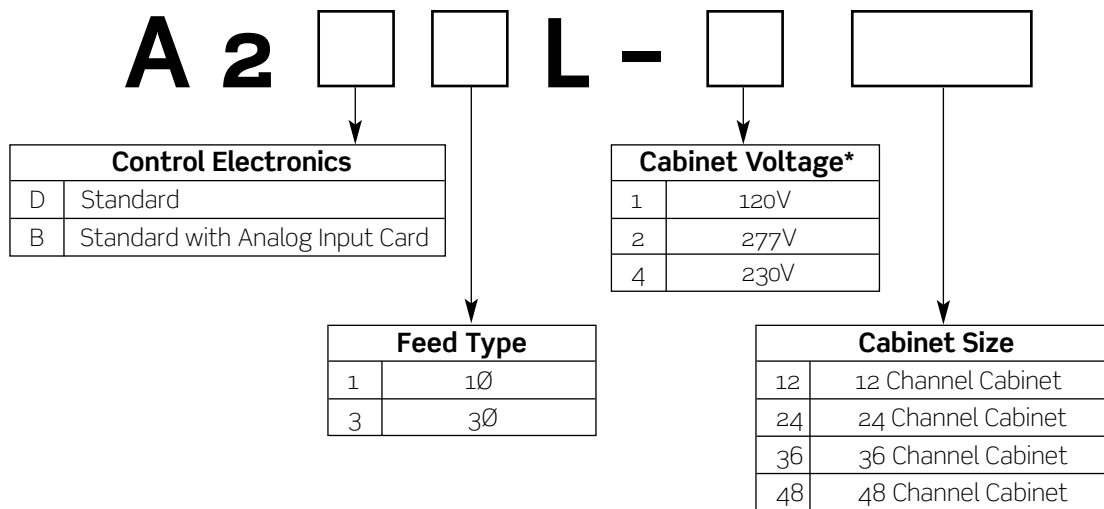 A 2 L -
Control Electronics
D Standard
B Standard with Analog Input Card
Cabinet Voltage*
1 120V
2 277V
4 230V
Feed Type
1 1Ø
3 3Ø
Cabinet Size
12 12 Channel Cabinet
24 24 Channel Cabinet
36 36 Channel Cabinet
48 48 Channel Cabinet